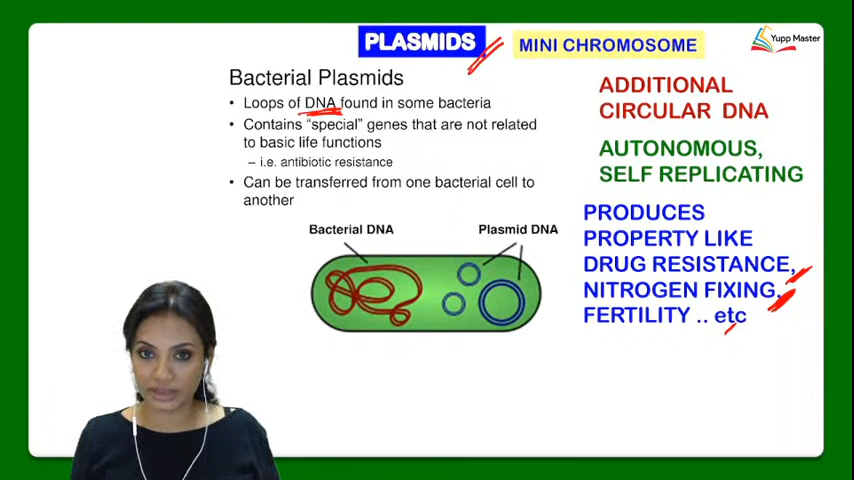 PLASMIDS
MINI CHROMOSOME
Yupp Master
Bacterial Plasmids
• Loops of DNA found in some bacteria
• Contains “special” genes that are not related
to basic life functions
– i.e. antibiotic resistance
• Can be transferred from one bacterial cell to
another
Bacterial DNA
Plasmid DNA
ADDITIONAL
CIRCULAR DNA
AUTONOMOUS,
SELF REPLICATING
PRODUCES
PROPERTY LIKE
DRUG RESISTANCE,
NITROGEN FIXING,
FERTILITY .. etc